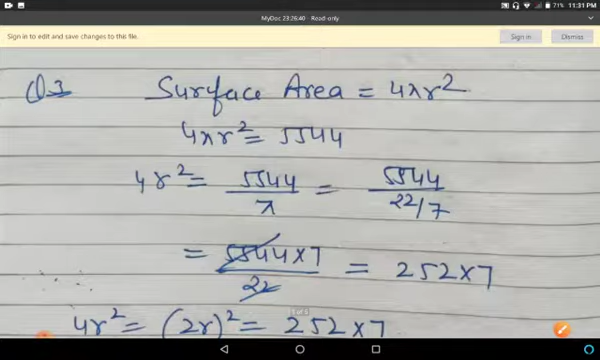 11:31 PM
71%
MyDoc 23:26:40 - Read-only
Sign in to edit and save changes to this file.
Sign in
Dismiss
Q3 Surface Area = 4πr²
4πr² = 5544
4r² = 5544/π = 5544/22/7
= 5544×7/22 = 252×7
4r² = (2r)² = 252×7